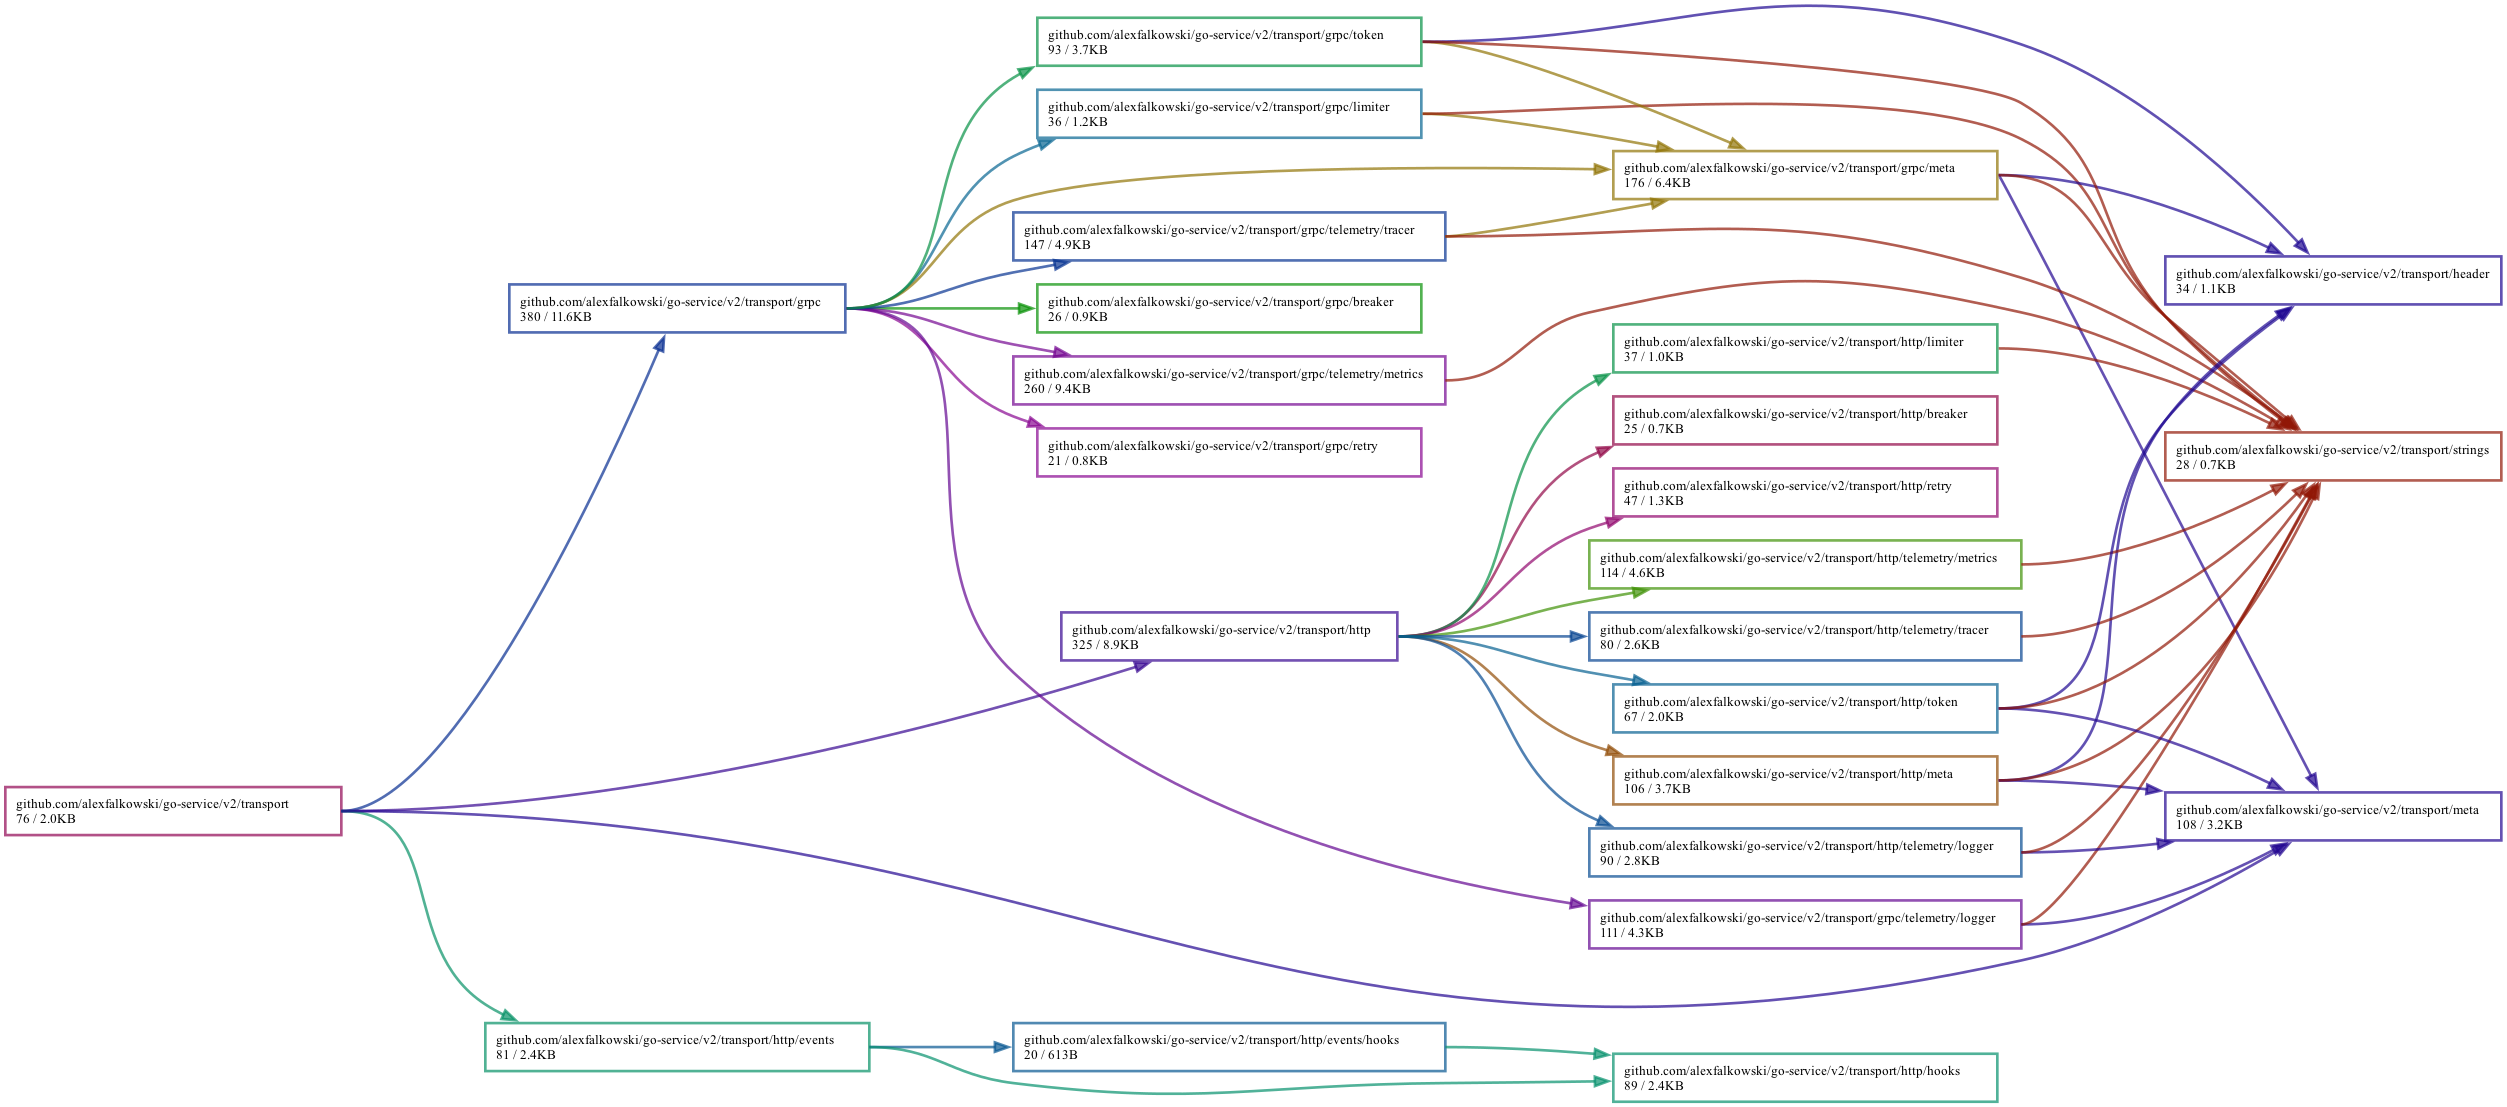 github.com/alexfalkowski/go-service/v2/transport/grpc/token
93 / 3.7KB
github.com/alexfalkowski/go-service/v2/transport/grpc/limiter
36 / 1.2KB
github.com/alexfalkowski/go-service/v2/transport/grpc/meta
176 / 6.4KB
github.com/alexfalkowski/go-service/v2/transport/grpc/telemetry/tracer
147 / 4.9KB
github.com/alexfalkowski/go-service/v2/transport/header
34 / 1.1KB
github.com/alexfalkowski/go-service/v2/transport/grpc
380 / 11.6KB
github.com/alexfalkowski/go-service/v2/transport/grpc/breaker
26 / 0.9KB
github.com/alexfalkowski/go-service/v2/transport/http/limiter
37 / 1.0KB
github.com/alexfalkowski/go-service/v2/transport/grpc/telemetry/metrics
260 / 9.4KB
github.com/alexfalkowski/go-service/v2/transport/http/breaker
25 / 0.7KB
github.com/alexfalkowski/go-service/v2/transport/grpc/retry
21 / 0.8KB
github.com/alexfalkowski/go-service/v2/transport/strings
28 / 0.7KB
github.com/alexfalkowski/go-service/v2/transport/http/retry
47 / 1.3KB
github.com/alexfalkowski/go-service/v2/transport/http/telemetry/metrics
114 / 4.6KB
github.com/alexfalkowski/go-service/v2/transport/http
325 / 8.9KB
github.com/alexfalkowski/go-service/v2/transport/http/telemetry/tracer
80 / 2.6KB
github.com/alexfalkowski/go-service/v2/transport/http/token
67 / 2.0KB
github.com/alexfalkowski/go-service/v2/transport/http/meta
106 / 3.7KB
github.com/alexfalkowski/go-service/v2/transport
76 / 2.0KB
github.com/alexfalkowski/go-service/v2/transport/meta
108 / 3.2KB
github.com/alexfalkowski/go-service/v2/transport/http/telemetry/logger
90 / 2.8KB
github.com/alexfalkowski/go-service/v2/transport/grpc/telemetry/logger
111 / 4.3KB
github.com/alexfalkowski/go-service/v2/transport/http/events
81 / 2.4KB
github.com/alexfalkowski/go-service/v2/transport/http/events/hooks
20 / 613B
github.com/alexfalkowski/go-service/v2/transport/http/hooks
89 / 2.4KB